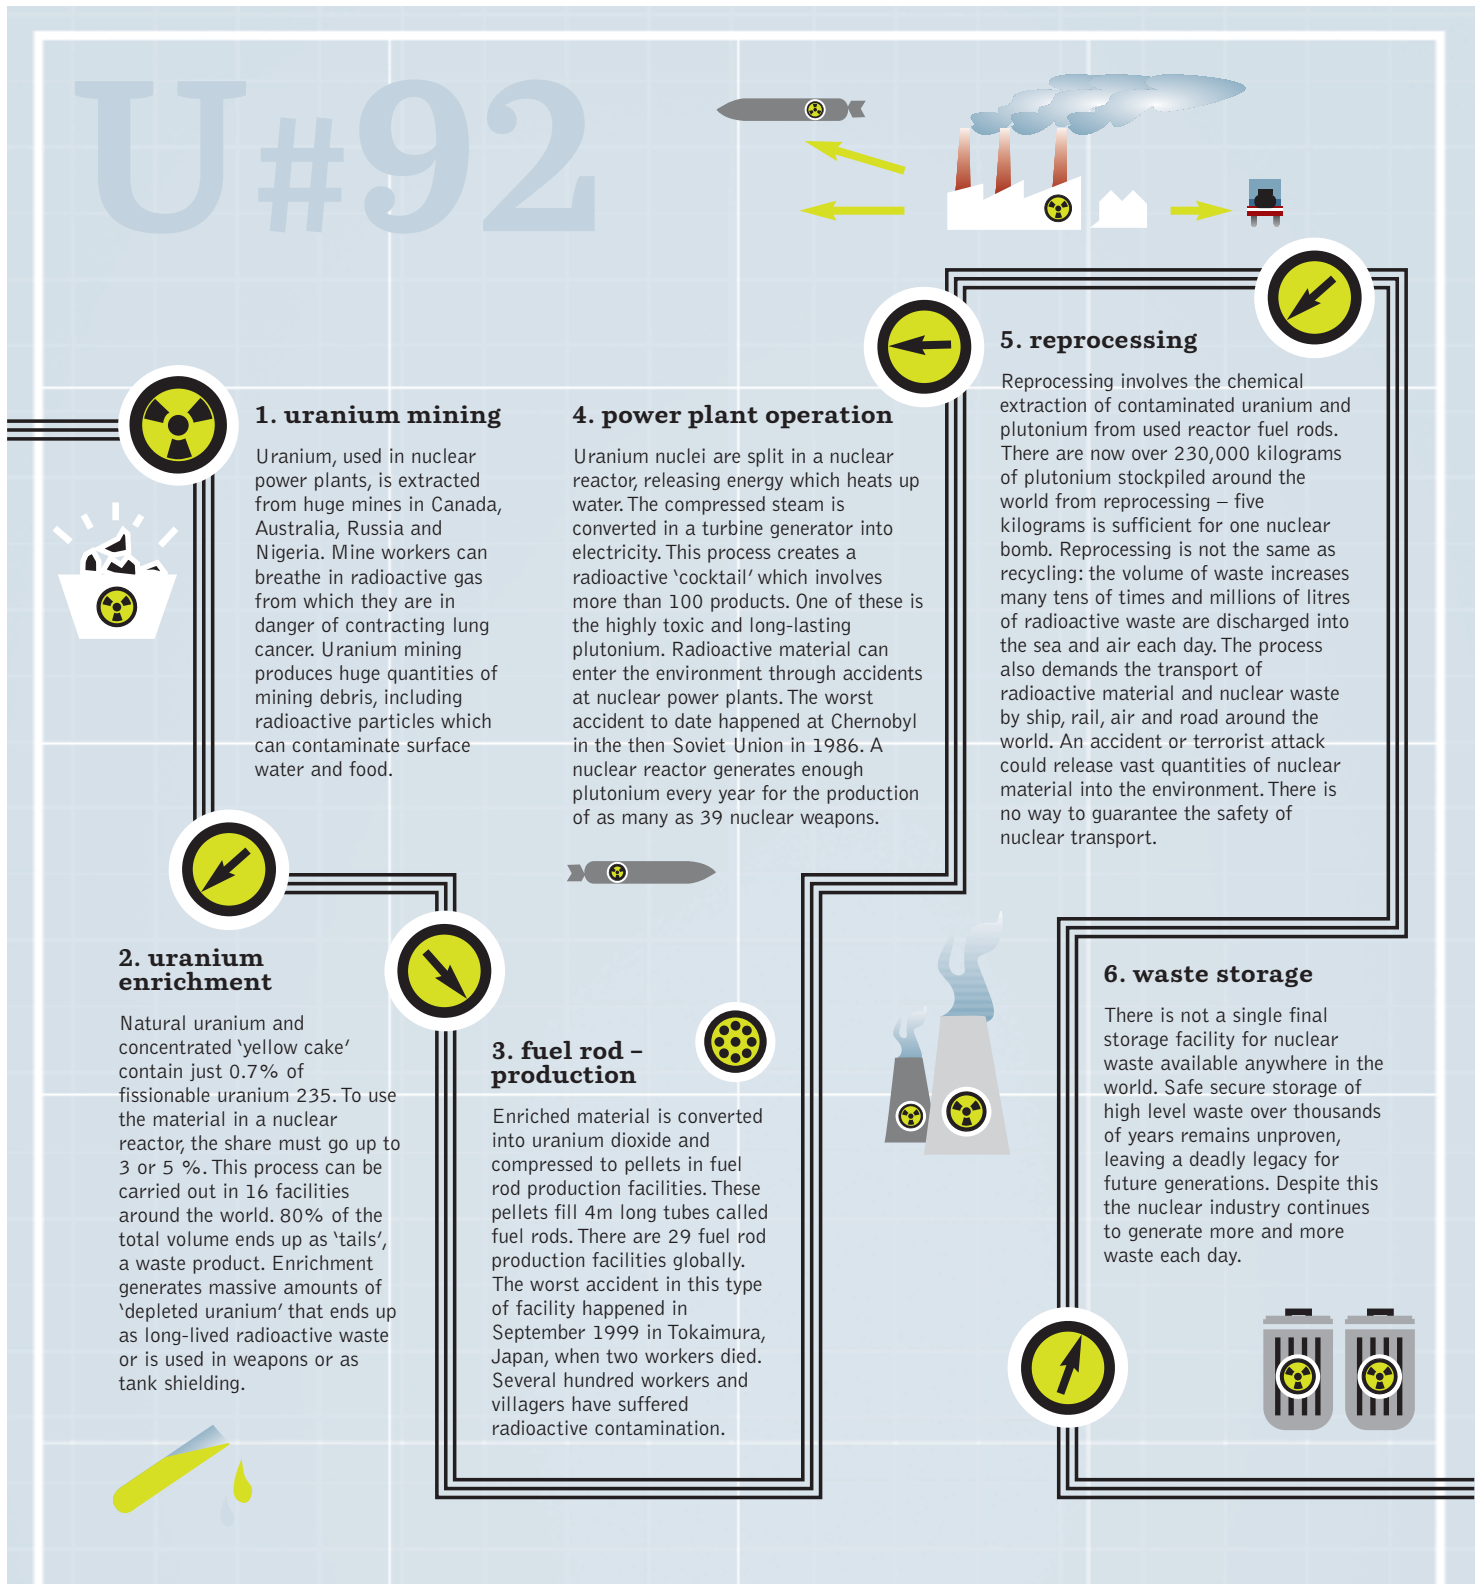 U#92
1. uranium mining
Uranium, used in nuclear
power plants, is extracted
from huge mines in Canada,
Australia, Russia and
Nigeria. Mine workers can
breathe in radioactive gas
from which they are in
danger of contracting lung
cancer. Uranium mining
produces huge quantities of
mining debris, including
radioactive particles which
can contaminate surface
water and food.
2. uranium
enrichment
Natural uranium and
concentrated ‘yellow cake’
contain just 0.7% of
fissionable uranium 235. To use
the material in a nuclear
reactor, the share must go up to
3 or 5 %. This process can be
carried out in 16 facilities
around the world. 80% of the
total volume ends up as ‘tails’,
a waste product. Enrichment
generates massive amounts of
‘depleted uranium’ that ends up
as long-lived radioactive waste
or is used in weapons or as
tank shielding.
3. fuel rod –
production
Enriched material is converted
into uranium dioxide and
compressed to pellets in fuel
rod production facilities. These
pellets fill 4m long tubes called
fuel rods. There are 29 fuel rod
production facilities globally.
The worst accident in this type
of facility happened in
September 1999 in Tokaimura,
Japan, when two workers died.
Several hundred workers and
villagers have suffered
radioactive contamination.
4. power plant operation
Uranium nuclei are split in a nuclear
reactor, releasing energy which heats up
water. The compressed steam is
converted in a turbine generator into
electricity. This process creates a
radioactive ‘cocktail’ which involves
more than 100 products. One of these is
the highly toxic and long-lasting
plutonium. Radioactive material can
enter the environment through accidents
at nuclear power plants. The worst
accident to date happened at Chernobyl
in the then Soviet Union in 1986. A
nuclear reactor generates enough
plutonium every year for the production
of as many as 39 nuclear weapons.
5. reprocessing
Reprocessing involves the chemical
extraction of contaminated uranium and
plutonium from used reactor fuel rods.
There are now over 230,000 kilograms
of plutonium stockpiled around the
world from reprocessing – five
kilograms is sufficient for one nuclear
bomb. Reprocessing is not the same as
recycling: the volume of waste increases
many tens of times and millions of litres
of radioactive waste are discharged into
the sea and air each day. The process
also demands the transport of
radioactive material and nuclear waste
by ship, rail, air and road around the
world. An accident or terrorist attack
could release vast quantities of nuclear
material into the environment. There is
no way to guarantee the safety of
nuclear transport.
6. waste storage
There is not a single final
storage facility for nuclear
waste available anywhere in the
world. Safe secure storage of
high level waste over thousands
of years remains unproven,
leaving a deadly legacy for
future generations. Despite this
the nuclear industry continues
to generate more and more
waste each day.